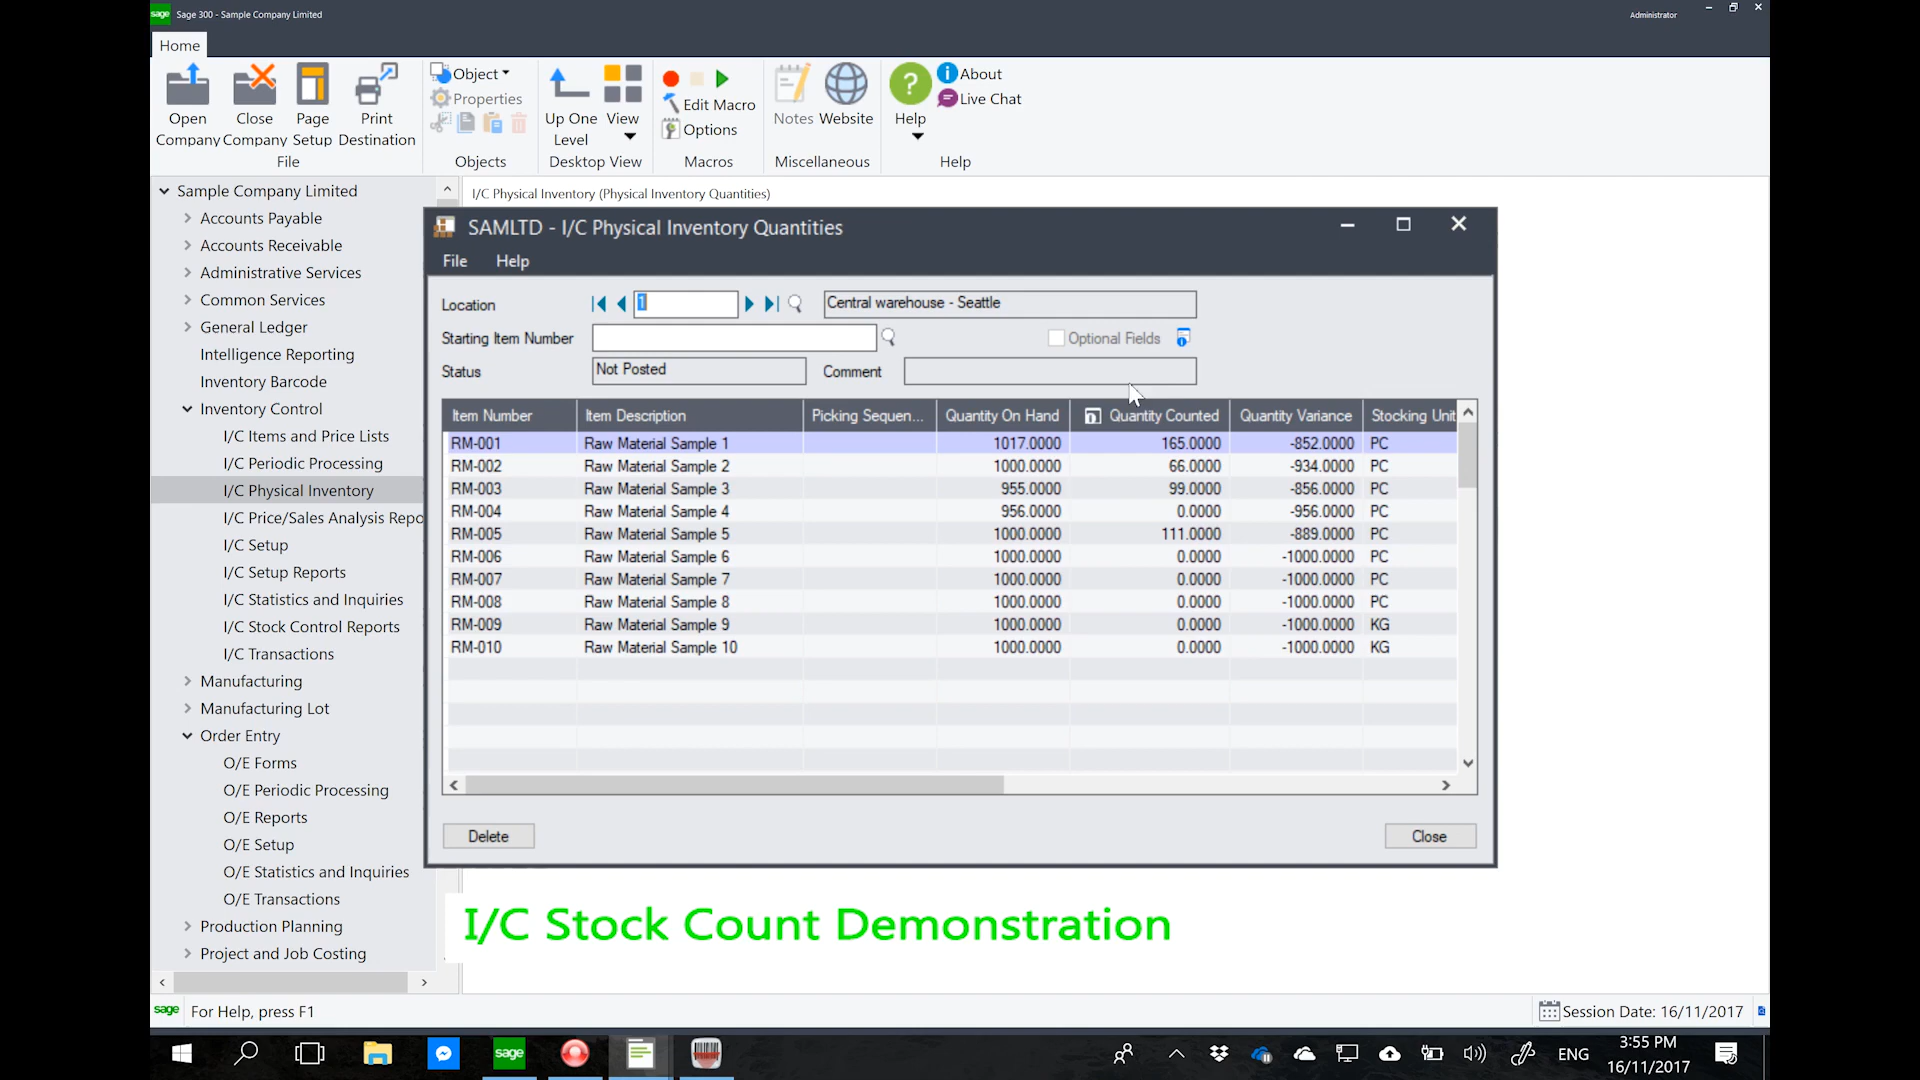 sage Sage 300 - Sample Company Limited Administrator
Home
Open Company
Close Company
Page Setup
Print Destination
File
Object
Properties
Objects
Up One Level
View
Desktop View
Edit Macro
Options
Macros
Notes
Website
Miscellaneous
Help
About
Live Chat
Help
Sample Company Limited
Accounts Payable
Accounts Receivable
Administrative Services
Common Services
General Ledger
Intelligence Reporting
Inventory Barcode
Inventory Control
I/C Items and Price Lists
I/C Periodic Processing
I/C Physical Inventory
I/C Price/Sales Analysis Repo
I/C Setup
I/C Setup Reports
I/C Statistics and Inquiries
I/C Stock Control Reports
I/C Transactions
Manufacturing
Manufacturing Lot
Order Entry
O/E Forms
O/E Periodic Processing
O/E Reports
O/E Setup
O/E Statistics and Inquiries
O/E Transactions
Production Planning
Project and Job Costing
I/C Physical Inventory (Physical Inventory Quantities)
SAMLTD - I/C Physical Inventory Quantities
File Help
Location 1 Central warehouse - Seattle
Starting Item Number Optional Fields
Status Not Posted Comment
Item Number Item Description Picking Sequen... Quantity On Hand Quantity Counted Quantity Variance Stocking Unit
RM-001 Raw Material Sample 1 1017.0000 165.0000 -852.0000 PC
RM-002 Raw Material Sample 2 1000.0000 66.0000 -934.0000 PC
RM-003 Raw Material Sample 3 955.0000 99.0000 -856.0000 PC
RM-004 Raw Material Sample 4 956.0000 0.0000 -956.0000 PC
RM-005 Raw Material Sample 5 1000.0000 111.0000 -889.0000 PC
RM-006 Raw Material Sample 6 1000.0000 0.0000 -1000.0000 PC
RM-007 Raw Material Sample 7 1000.0000 0.0000 -1000.0000 PC
RM-008 Raw Material Sample 8 1000.0000 0.0000 -1000.0000 PC
RM-009 Raw Material Sample 9 1000.0000 0.0000 -1000.0000 KG
RM-010 Raw Material Sample 10 1000.0000 0.0000 -1000.0000 KG
Delete Close
I/C Stock Count Demonstration
sage For Help, press F1 Session Date: 16/11/2017
sage ENG 3:55 PM
16/11/2017